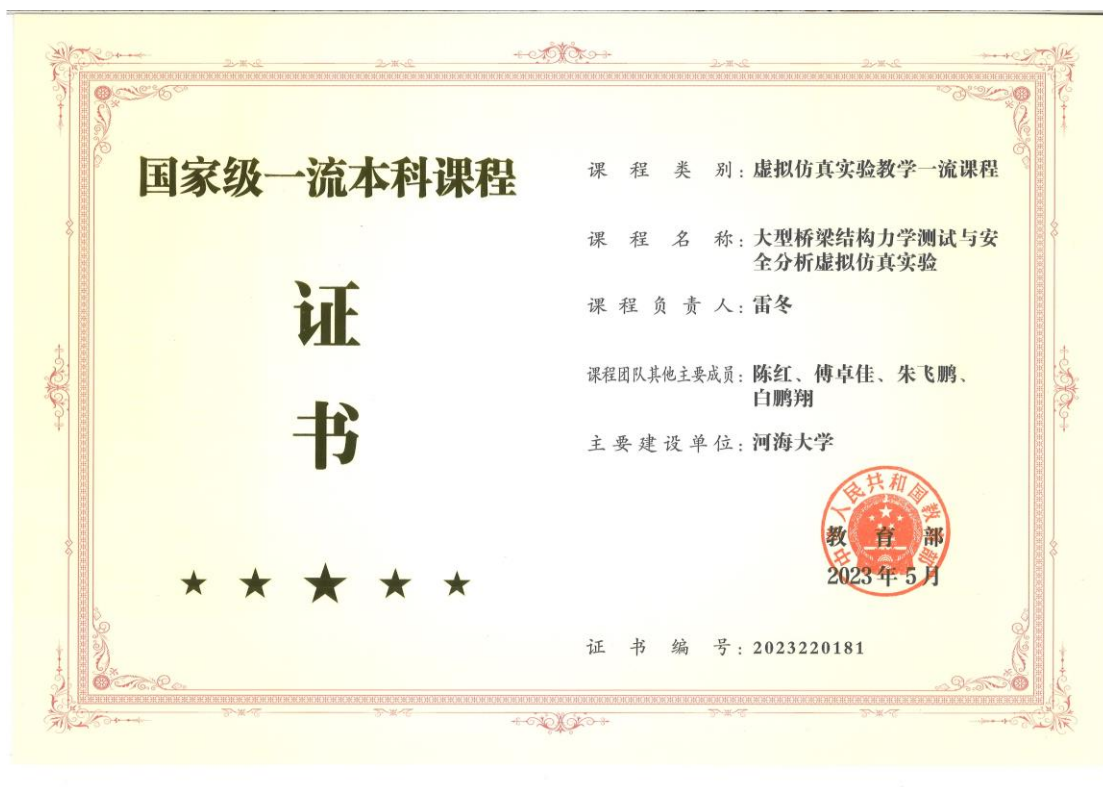 国家级一流本科课程
证
书
课程类别：虚拟仿真实验教学一流课程
课程名称：大型桥梁结构力学测试与安
全分析虚拟仿真实验
课程负责人：雷冬
课程团队其他主要成员：陈红、傅卓佳、朱飞鹏、
白鹏翔
主要建设单位：河海大学
中华人民共和国教育部
教育部
2023年5月
证书编号：2023220181